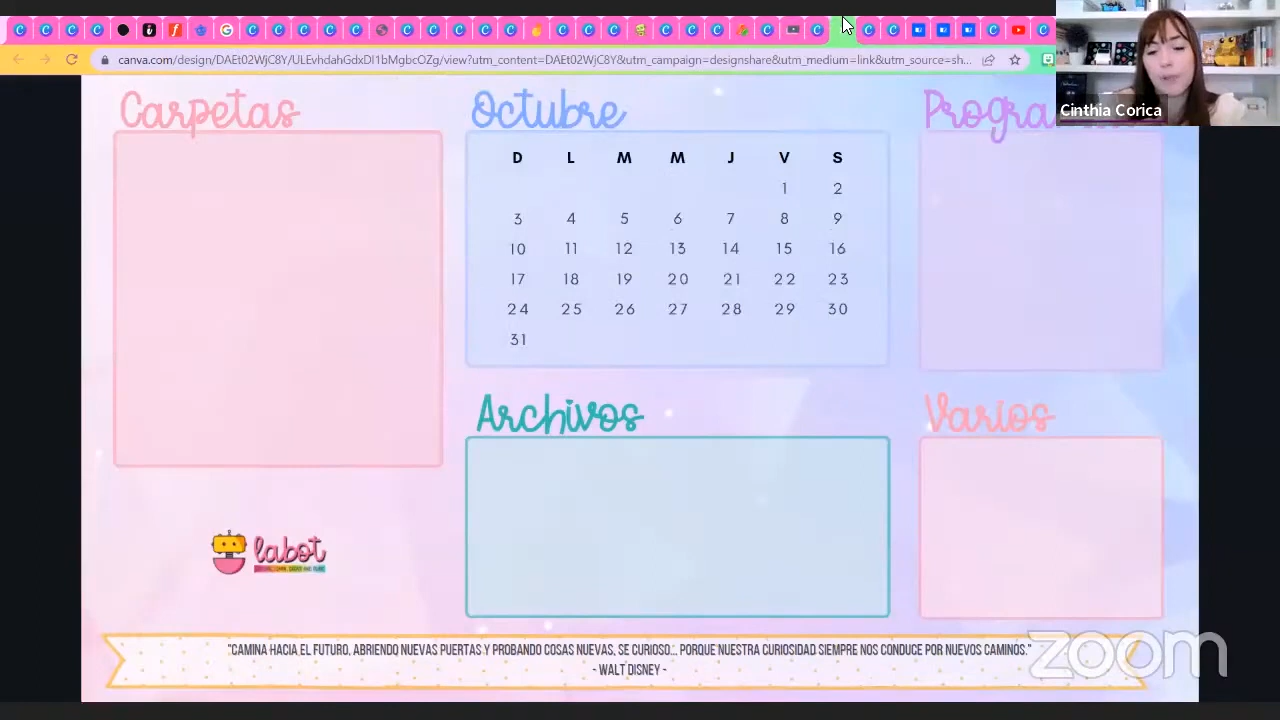 canva.com/design/DAEt02WjC8Y/ULEvhdahGbkDI1bMgLoOZg/view?utm_content=DAEt02WjC8Y&utm_campaign=designshare&utm_medium=link&utm_source=sh...
Cinthia Corica
Carpetas
Octubre
D L M M J V S
1 2
3 4 5 6 7 8 9
10 11 12 13 14 15 16
17 18 19 20 21 22 23
24 25 26 27 28 29 30
31
Archivos
Varios
labot
"CAMINA HACIA EL FUTURO, ABRIENDO NUEVAS PUERTAS Y PROBANDO COSAS NUEVAS, SE CURIOSO... PORQUE NUESTRA CURIOSIDAD SIEMPRE NOS CONDUCE POR NUEVOS CAMINOS."
- WALT DISNEY -
zoom